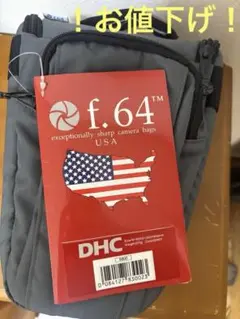 ！お値下げ！
f.64™
exceptionally sharp camera bags
USA
DHC